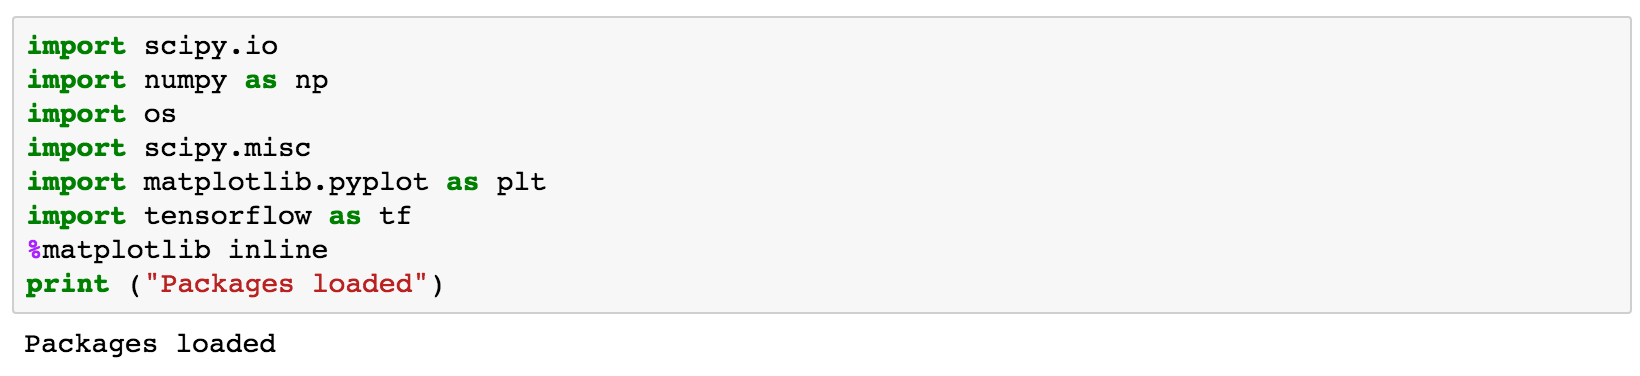 import scipy.io
import numpy as np
import os
import scipy.misc
import matplotlib.pyplot as plt
import tensorflow as tf
%matplotlib inline
print ("Packages loaded")
Packages loaded